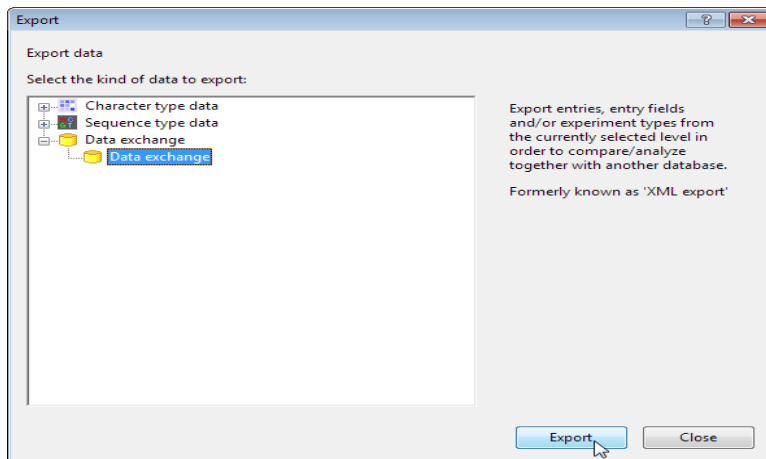 Export
?
Export data
Select the kind of data to export:
Character type data
Sequence type data
Data exchange
Data exchange
Export entries, entry fields
and/or experiment types from
the currently selected level in
order to compare/analyze
together with another database.
Formerly known as 'XML export'
Export
Close